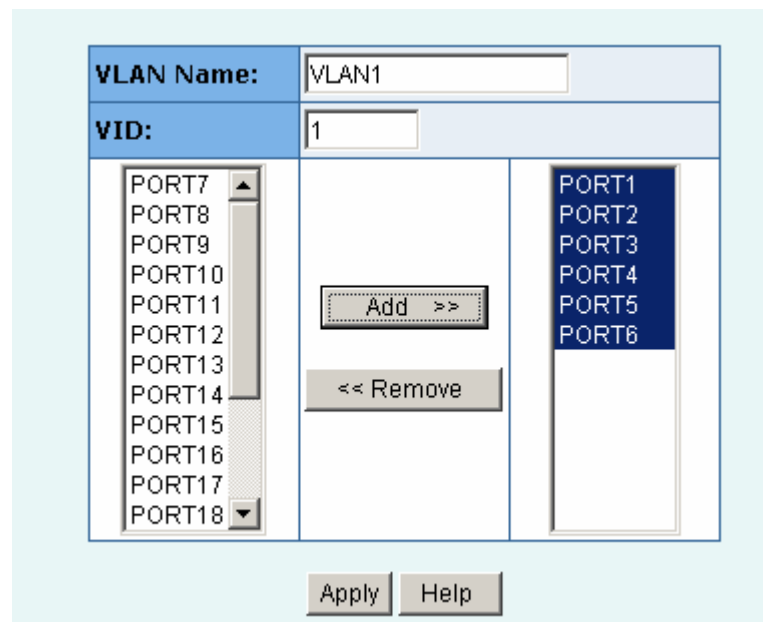 VLAN Name: VLAN1
VID: 1
PORT7
PORT8
PORT9
PORT10
PORT11
PORT12
PORT13
PORT14
PORT15
PORT16
PORT17
PORT18
Add >>
<< Remove
PORT1
PORT2
PORT3
PORT4
PORT5
PORT6
Apply Help